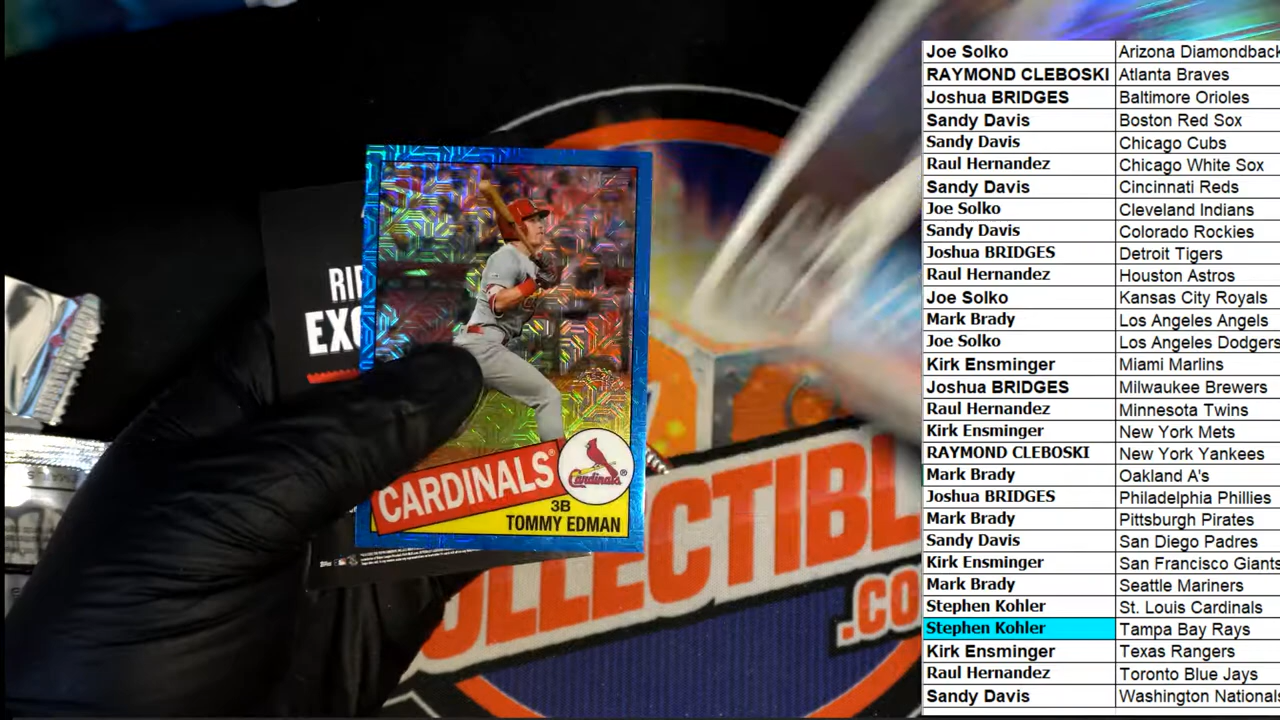 Joe Solko Arizona Diamondback
RAYMOND CLEBOSKI Atlanta Braves
Joshua BRIDGES Baltimore Orioles
Sandy Davis Boston Red Sox
Sandy Davis Chicago Cubs
Raul Hernandez Chicago White Sox
Sandy Davis Cincinnati Reds
Joe Solko Cleveland Indians
Sandy Davis Colorado Rockies
Joshua BRIDGES Detroit Tigers
Raul Hernandez Houston Astros
Joe Solko Kansas City Royals
Mark Brady Los Angeles Angels
Joe Solko Los Angeles Dodgers
Kirk Ensminger Miami Marlins
Joshua BRIDGES Milwaukee Brewers
Raul Hernandez Minnesota Twins
Kirk Ensminger New York Mets
RAYMOND CLEBOSKI New York Yankees
Mark Brady Oakland A's
Joshua BRIDGES Philadelphia Phillies
Mark Brady Pittsburgh Pirates
Sandy Davis San Diego Padres
Kirk Ensminger San Francisco Giants
Mark Brady Seattle Mariners
Stephen Kohler St. Louis Cardinals
Stephen Kohler Tampa Bay Rays
Kirk Ensminger Texas Rangers
Raul Hernandez Toronto Blue Jays
Sandy Davis Washington Nationals
RIP
EXC
CARDINALS®
Cardinals®
3B
TOMMY EDMAN
OLLECTIBL
.CO